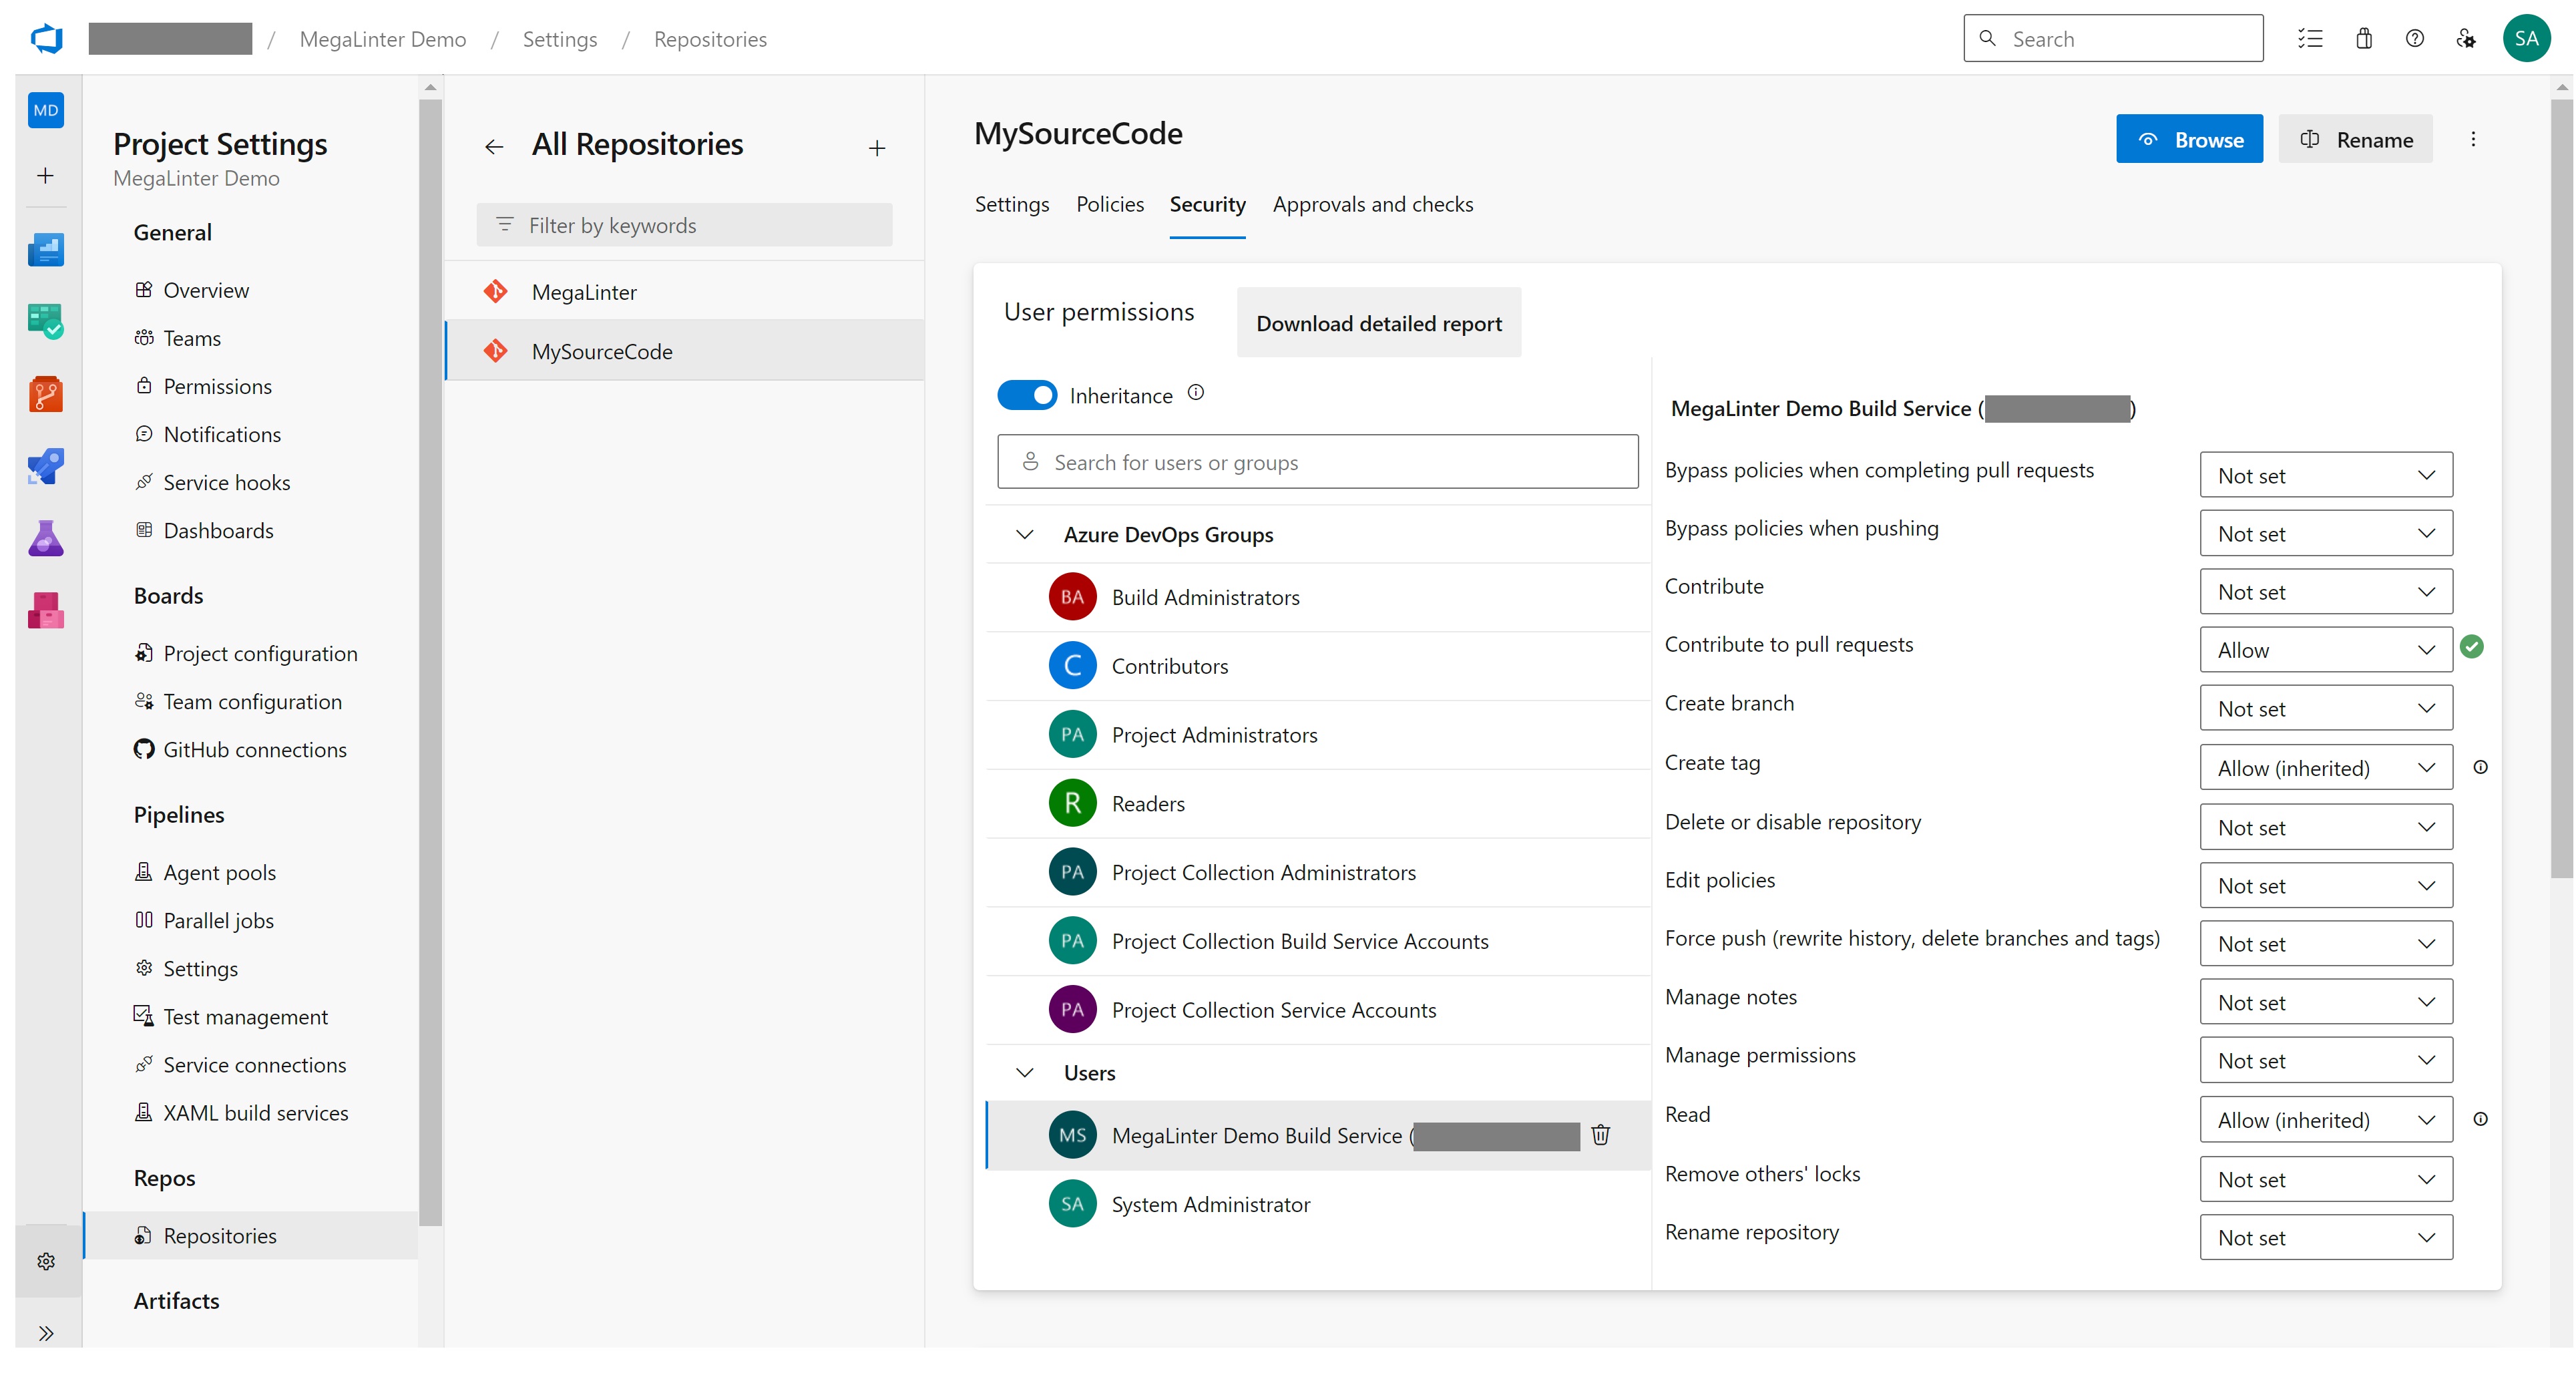 / MegaLinter Demo / Settings / Repositories
Search
SA
MD
Project Settings
MegaLinter Demo
General
Overview
Teams
Permissions
Notifications
Service hooks
Dashboards
Boards
Project configuration
Team configuration
GitHub connections
Pipelines
Agent pools
Parallel jobs
Settings
Test management
Service connections
XAML build services
Repos
Repositories
Artifacts
All Repositories
Filter by keywords
MegaLinter
MySourceCode
MySourceCode
Browse
Rename
Settings Policies Security Approvals and checks
User permissions
Download detailed report
Inheritance
Search for users or groups
Azure DevOps Groups
BA Build Administrators
C Contributors
PA Project Administrators
R Readers
PA Project Collection Administrators
PA Project Collection Build Service Accounts
PA Project Collection Service Accounts
Users
MS MegaLinter Demo Build Service (
SA System Administrator
MegaLinter Demo Build Service ( )
Bypass policies when completing pull requests Not set
Bypass policies when pushing Not set
Contribute Not set
Contribute to pull requests Allow
Create branch Not set
Create tag Allow (inherited)
Delete or disable repository Not set
Edit policies Not set
Force push (rewrite history, delete branches and tags) Not set
Manage notes Not set
Manage permissions Not set
Read Allow (inherited)
Remove others' locks Not set
Rename repository Not set